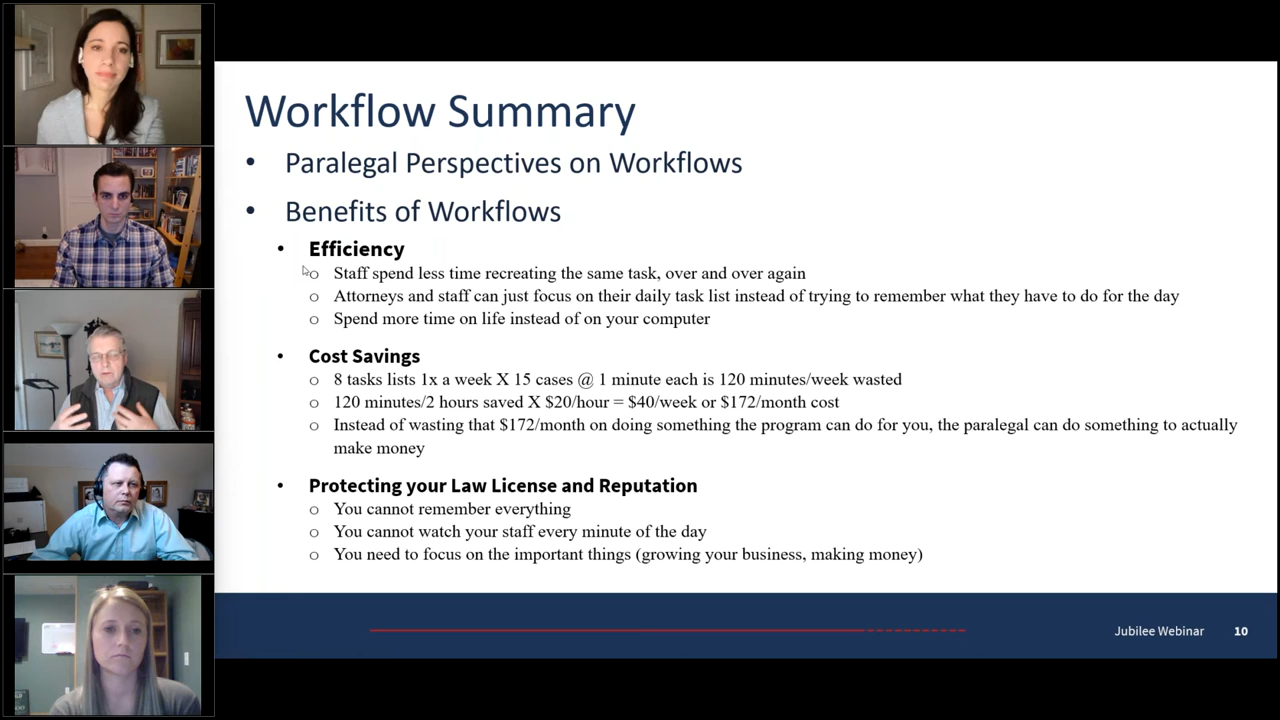 Workflow Summary
• Paralegal Perspectives on Workflows
• Benefits of Workflows
• Efficiency
o Staff spend less time recreating the same task, over and over again
o Attorneys and staff can just focus on their daily task list instead of trying to remember what they have to do for the day
o Spend more time on life instead of on your computer
• Cost Savings
o 8 tasks lists 1x a week X 15 cases @ 1 minute each is 120 minutes/week wasted
o 120 minutes/2 hours saved X $20/hour = $40/week or $172/month cost
o Instead of wasting that $172/month on doing something the program can do for you, the paralegal can do something to actually
make money
• Protecting your Law License and Reputation
o You cannot remember everything
o You cannot watch your staff every minute of the day
o You need to focus on the important things (growing your business, making money)
Jubilee Webinar 10